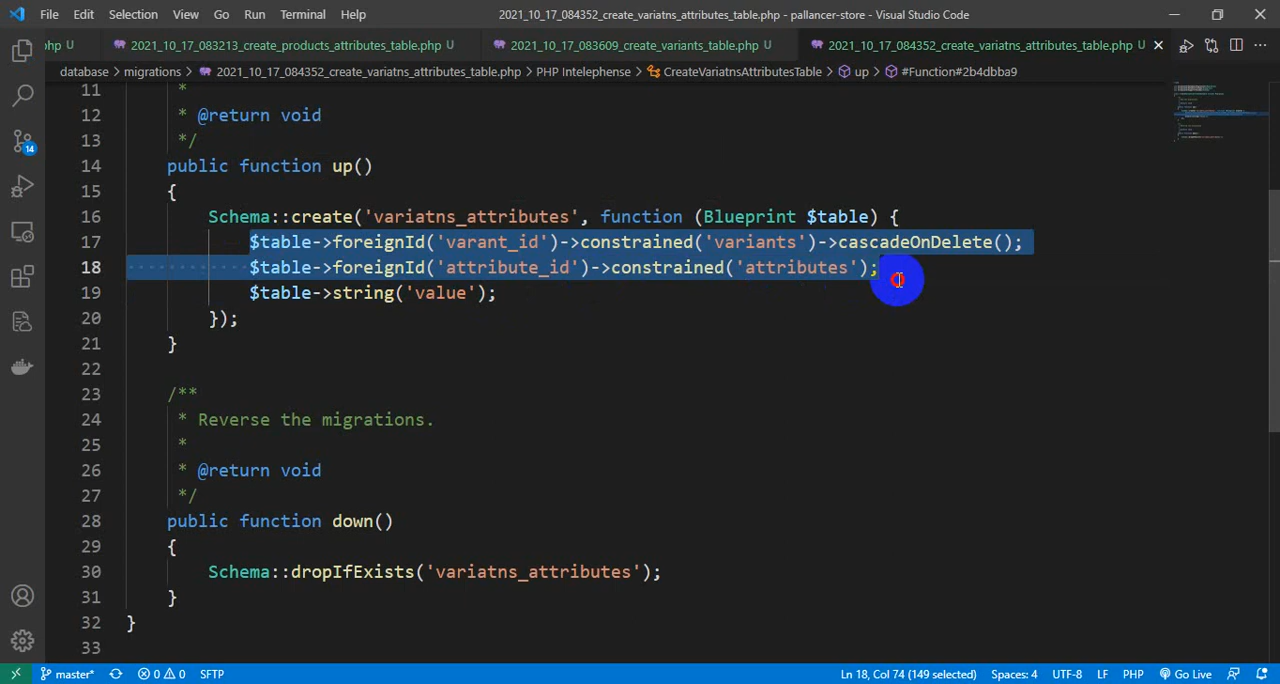 File Edit Selection View Go Run Terminal Help
2021_10_17_084352_create_variatns_attributes_table.php - pallancer-store - Visual Studio Code
hp U
2021_10_17_083213_create_products_attributes_table.php U
2021_10_17_083609_create_variants_table.php U
2021_10_17_084352_create_variatns_attributes_table.php U
database > migrations > 2021_10_17_084352_create_variatns_attributes_table.php > PHP Intelephense > CreateVariatnsAttributesTable > up > #Function#2b4dbba9
11 *
12 * @return void
13 */
14 public function up()
15 {
16 Schema::create('variatns_attributes', function (Blueprint $table) {
17 $table->foreignId('varant_id')->constrained('variants')->cascadeOnDelete();
18 $table->foreignId('attribute_id')->constrained('attributes');
19 $table->string('value');
20 });
21 }
22
23 /**
24 * Reverse the migrations.
25 *
26 * @return void
27 */
28 public function down()
29 {
30 Schema::dropIfExists('variatns_attributes');
31 }
32 }
33
14
master* 0 0 SFTP Ln 18, Col 74 (149 selected) Spaces: 4 UTF-8 LF PHP Go Live